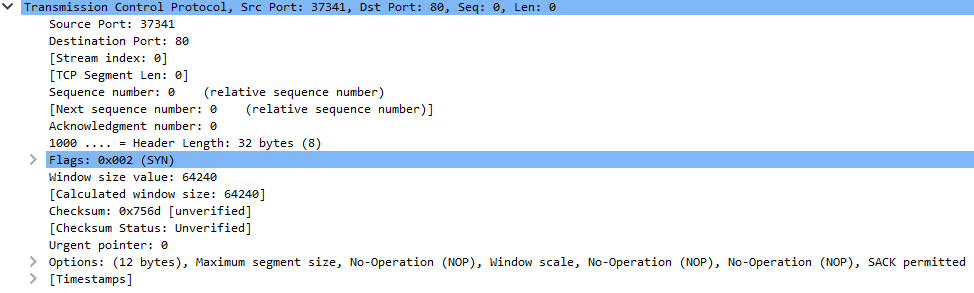 Transmission Control Protocol, Src Port: 37341, Dst Port: 80, Seq: 0, Len: 0
Source Port: 37341
Destination Port: 80
[Stream index: 0]
[TCP Segment Len: 0]
Sequence number: 0    (relative sequence number)
[Next sequence number: 0    (relative sequence number)]
Acknowledgment number: 0
1000 .... = Header Length: 32 bytes (8)
Flags: 0x002 (SYN)
Window size value: 64240
[Calculated window size: 64240]
Checksum: 0x756d [unverified]
[Checksum Status: Unverified]
Urgent pointer: 0
Options: (12 bytes), Maximum segment size, No-Operation (NOP), Window scale, No-Operation (NOP), No-Operation (NOP), SACK permitted
[Timestamps]